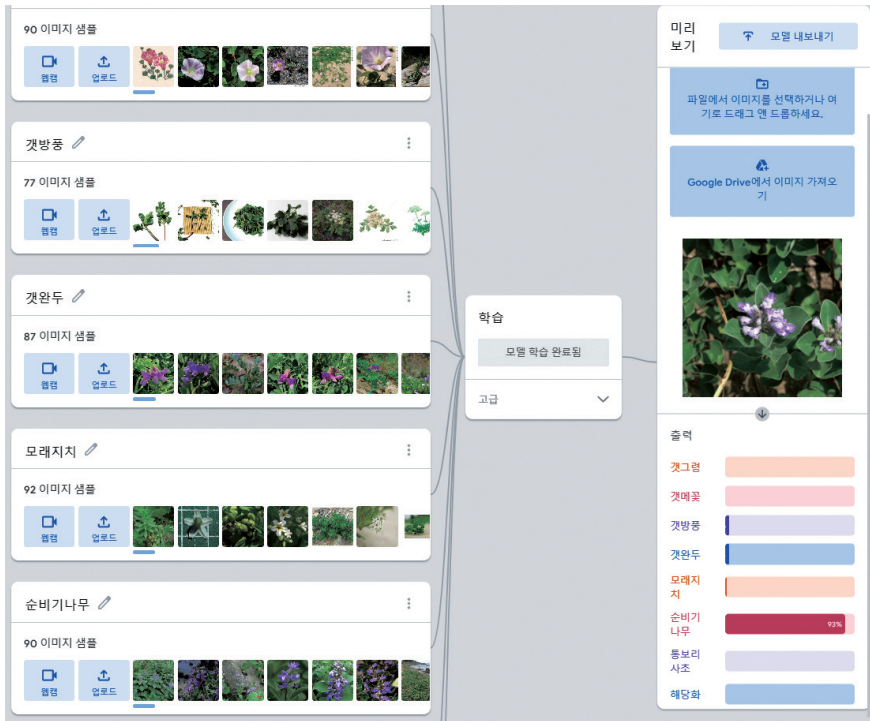 90 이미지 샘플
웹캠
업로드
갯방풍
77 이미지 샘플
웹캠
업로드
갯완두
87 이미지 샘플
웹캠
업로드
모래지치
92 이미지 샘플
웹캠
업로드
순비기나무
90 이미지 샘플
웹캠
업로드
학습
모델 학습 완료됨
고급
미리
보기
모델 내보내기
파일에서 이미지를 선택하거나 여
기로 드래그 앤 드롭하세요.
Google Drive에서 이미지 가져오
기
출력
갯그령
갯메꽃
갯방풍
갯완두
모래지
치
순비기
나무
93%
통보리
사초
해당화